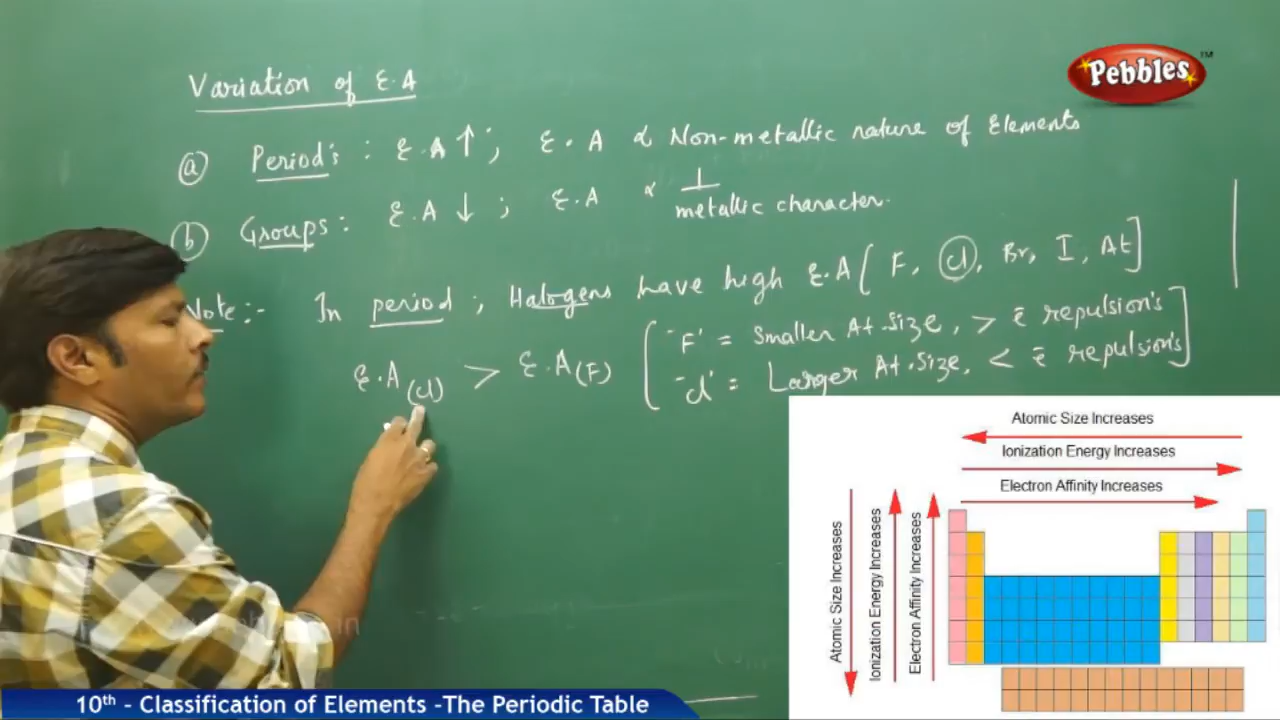 Variation of E.A
Pebbles™
(a) Period's : E.A ↑ ; E.A α Non-metallic nature of Elements
(b) Groups : E.A ↓ ; E.A α 1/metallic character.
Note :- In period ; Halogens have high E.A [ F, Cl, Br, I, At ]
E.A (Cl) > E.A (F) [ 'F' = Smaller At.Size, > ē repulsion's
'Cl' = Larger At.Size, < ē repulsion's ]
Atomic Size Increases
Ionization Energy Increases
Electron Affinity Increases
Atomic Size Increases
Ionization Energy Increases
Electron Affinity Increases
10th - Classification of Elements -The Periodic Table